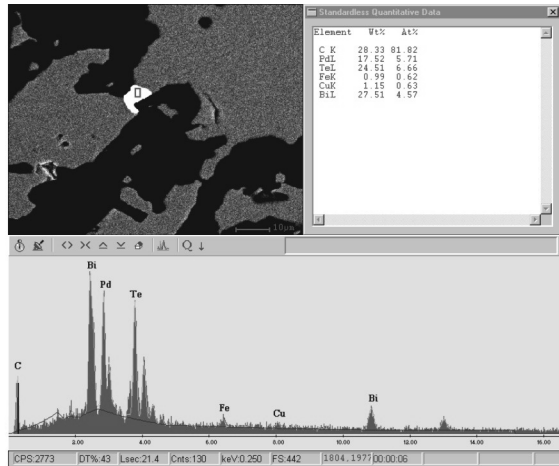 Standardless Quantitative Data
Element Wt% At%
C K 28.33 81.82
PdL 17.52 5.71
TeL 24.51 6.66
FeK 0.99 0.62
CuK 1.15 0.63
BiL 27.51 4.57
10µm
Q
Bi
Pd
Te
C
Fe
Cu
Bi
2.00 4.00 6.00 8.00 10.00 12.00 14.00 16.00
CPS:2773 DT%:43 Lsec:21.4 Cnts:130 keV:0.250 FS:442 1804,1977 00:00:06